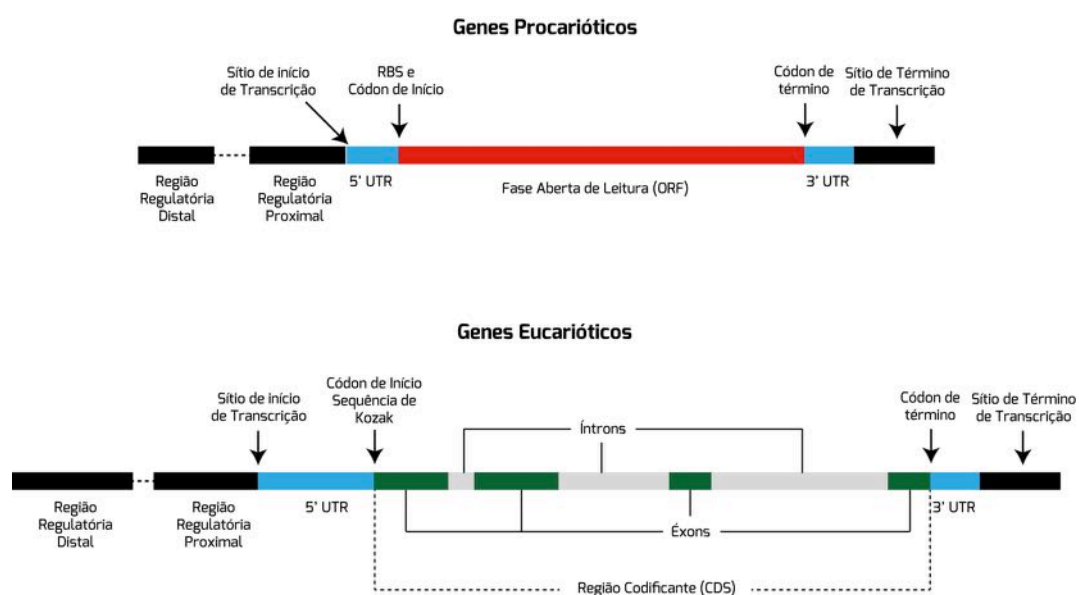 Genes Procarióticos
Sítio de início
de Transcrição
RBS e
Códon de Início
Códon de
término
Sítio de Término
de Transcrição
Região
Regulatória
Distal
Região
Regulatória
Proximal
5' UTR
Fase Aberta de Leitura (ORF)
3' UTR
Genes Eucarióticos
Sítio de início
de Transcrição
Códon de Início
Sequência de
Kozak
Íntrons
Códon de
término
Sítio de Término
de Transcrição
Região
Regulatória
Distal
Região
Regulatória
Proximal
5' UTR
Éxons
3' UTR
Região Codificante (CDS)